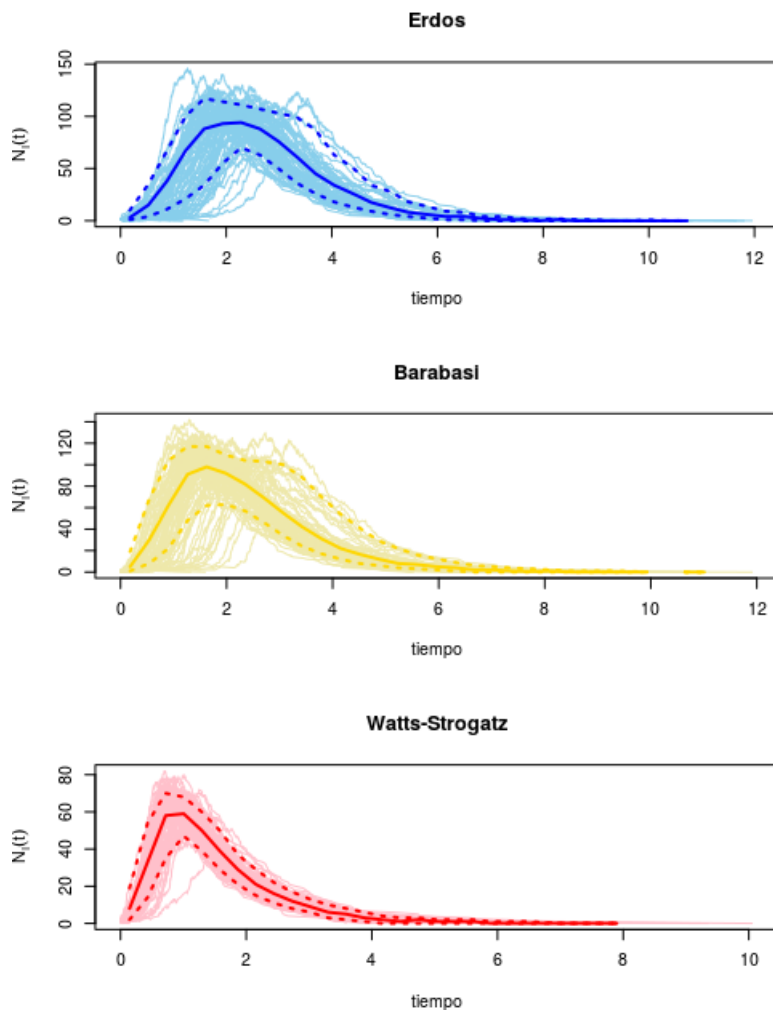 Erdos
N_I(t)
0 50 100 150
0 2 4 6 8 10 12
tiempo
Barabasi
N_I(t)
0 40 80 120
0 2 4 6 8 10 12
tiempo
Watts-Strogatz
N_I(t)
0 20 40 60 80
0 2 4 6 8 10
tiempo